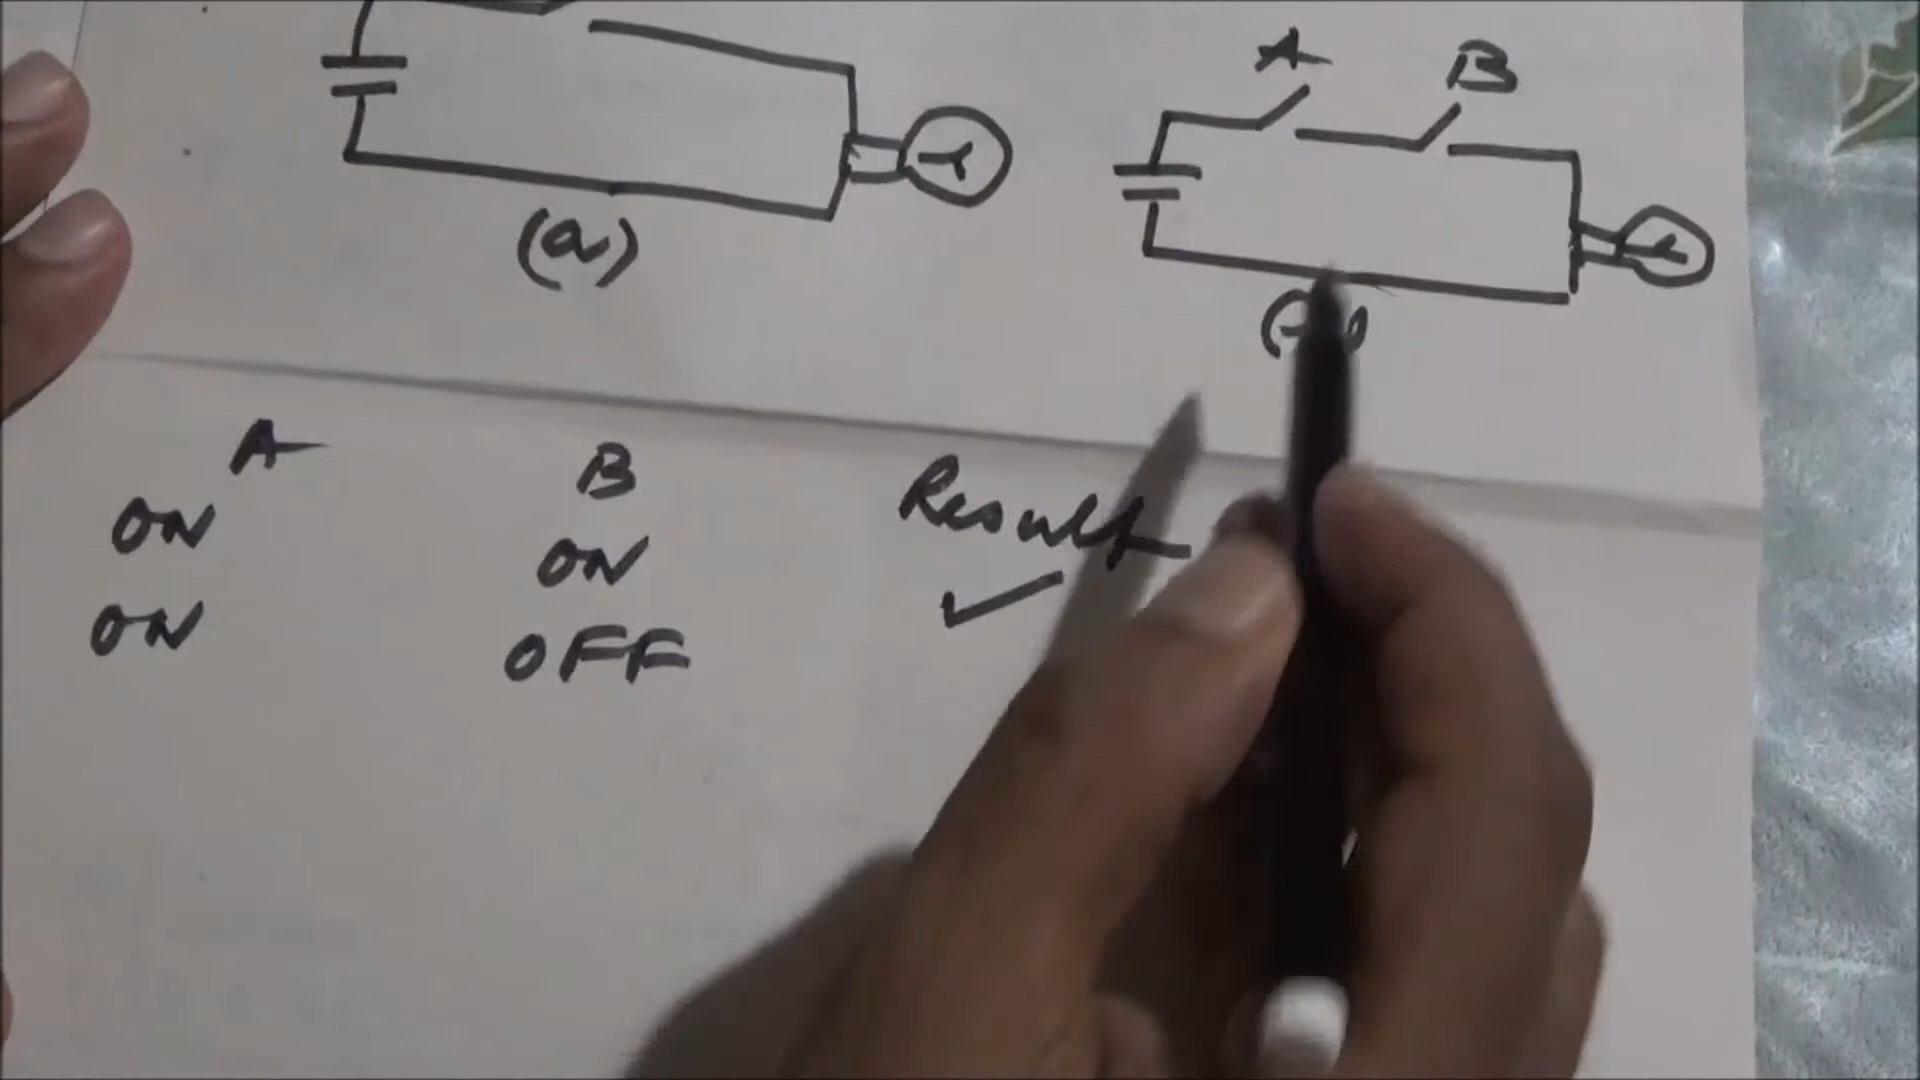 A B
(a)
A B Result
ON ON ✓
ON OFF